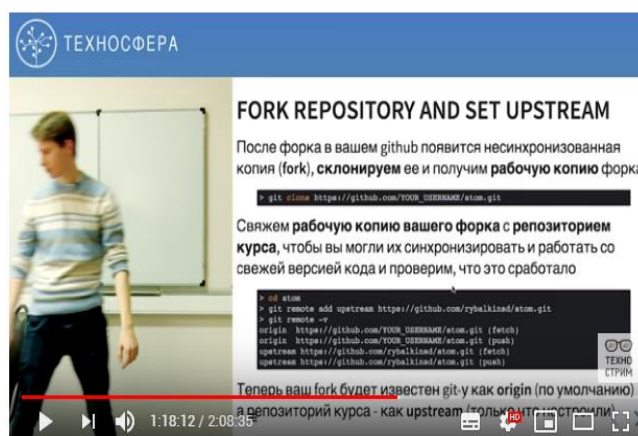 ТЕХНОСФЕРА
FORK REPOSITORY AND SET UPSTREAM
После форка в вашем github появится несинхронизованная
копия (fork), склонируем ее и получим рабочую копию форка
> git clone https://github.com/YOUR_USERNAME/atom.git
Свяжем рабочую копию вашего форка с репозиторием
курса, чтобы вы могли их синхронизировать и работать со
свежей версией кода и проверим, что это сработало
> cd atom
> git remote add upstream https://github.com/rybalkinsd/atom.git
> git remote -v
origin https://github.com/YOUR_USERNAME/atom.git (fetch)
origin https://github.com/YOUR_USERNAME/atom.git (push)
upstream https://github.com/rybalkinsd/atom.git (fetch)
upstream https://github.com/rybalkinsd/atom.git (push)
ТЕХНО
СТРИМ
Теперь ваш fork будет известен git-у как origin (по умолчанию)
а репозиторий курса - как upstream (только что настроили)
1:18:12 / 2:08:35
HD